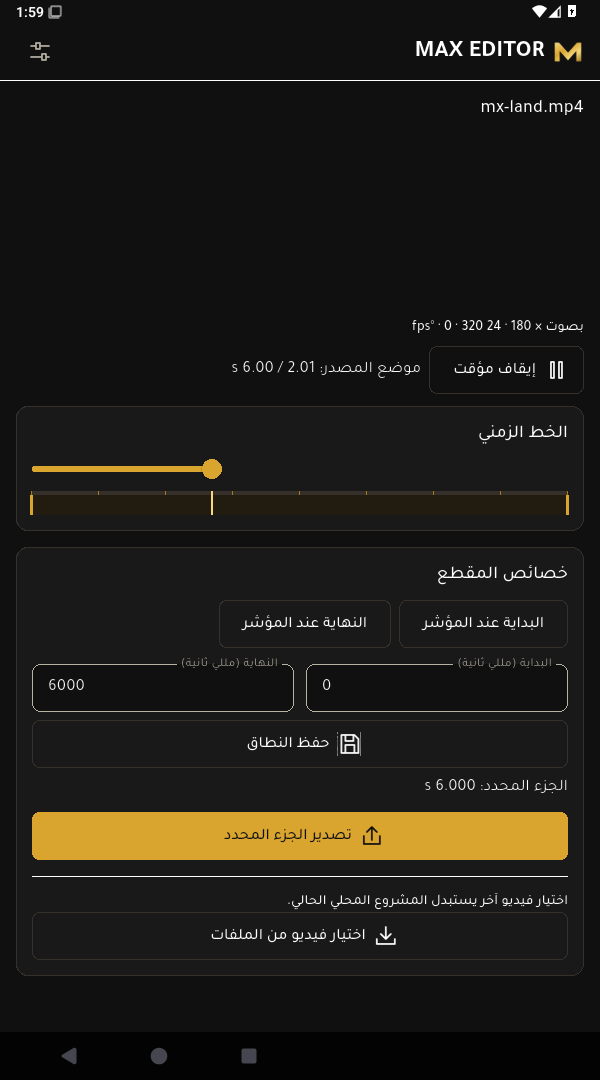 1:59
MAX EDITOR
mx-land.mp4
بصوت × 180 · 24 320 · 0 · fps°
إيقاف مؤقت
موضع المصدر: 2.01 / 6.00 s
الخط الزمني
خصائص المقطع
البداية عند المؤشر
النهاية عند المؤشر
البداية (مللي ثانية)
0
النهاية (مللي ثانية)
6000
حفظ النطاق
الجزء المحدد: 6.000 s
تصدير الجزء المحدد
اختيار فيديو آخر يستبدل المشروع المحلي الحالي.
اختيار فيديو من الملفات